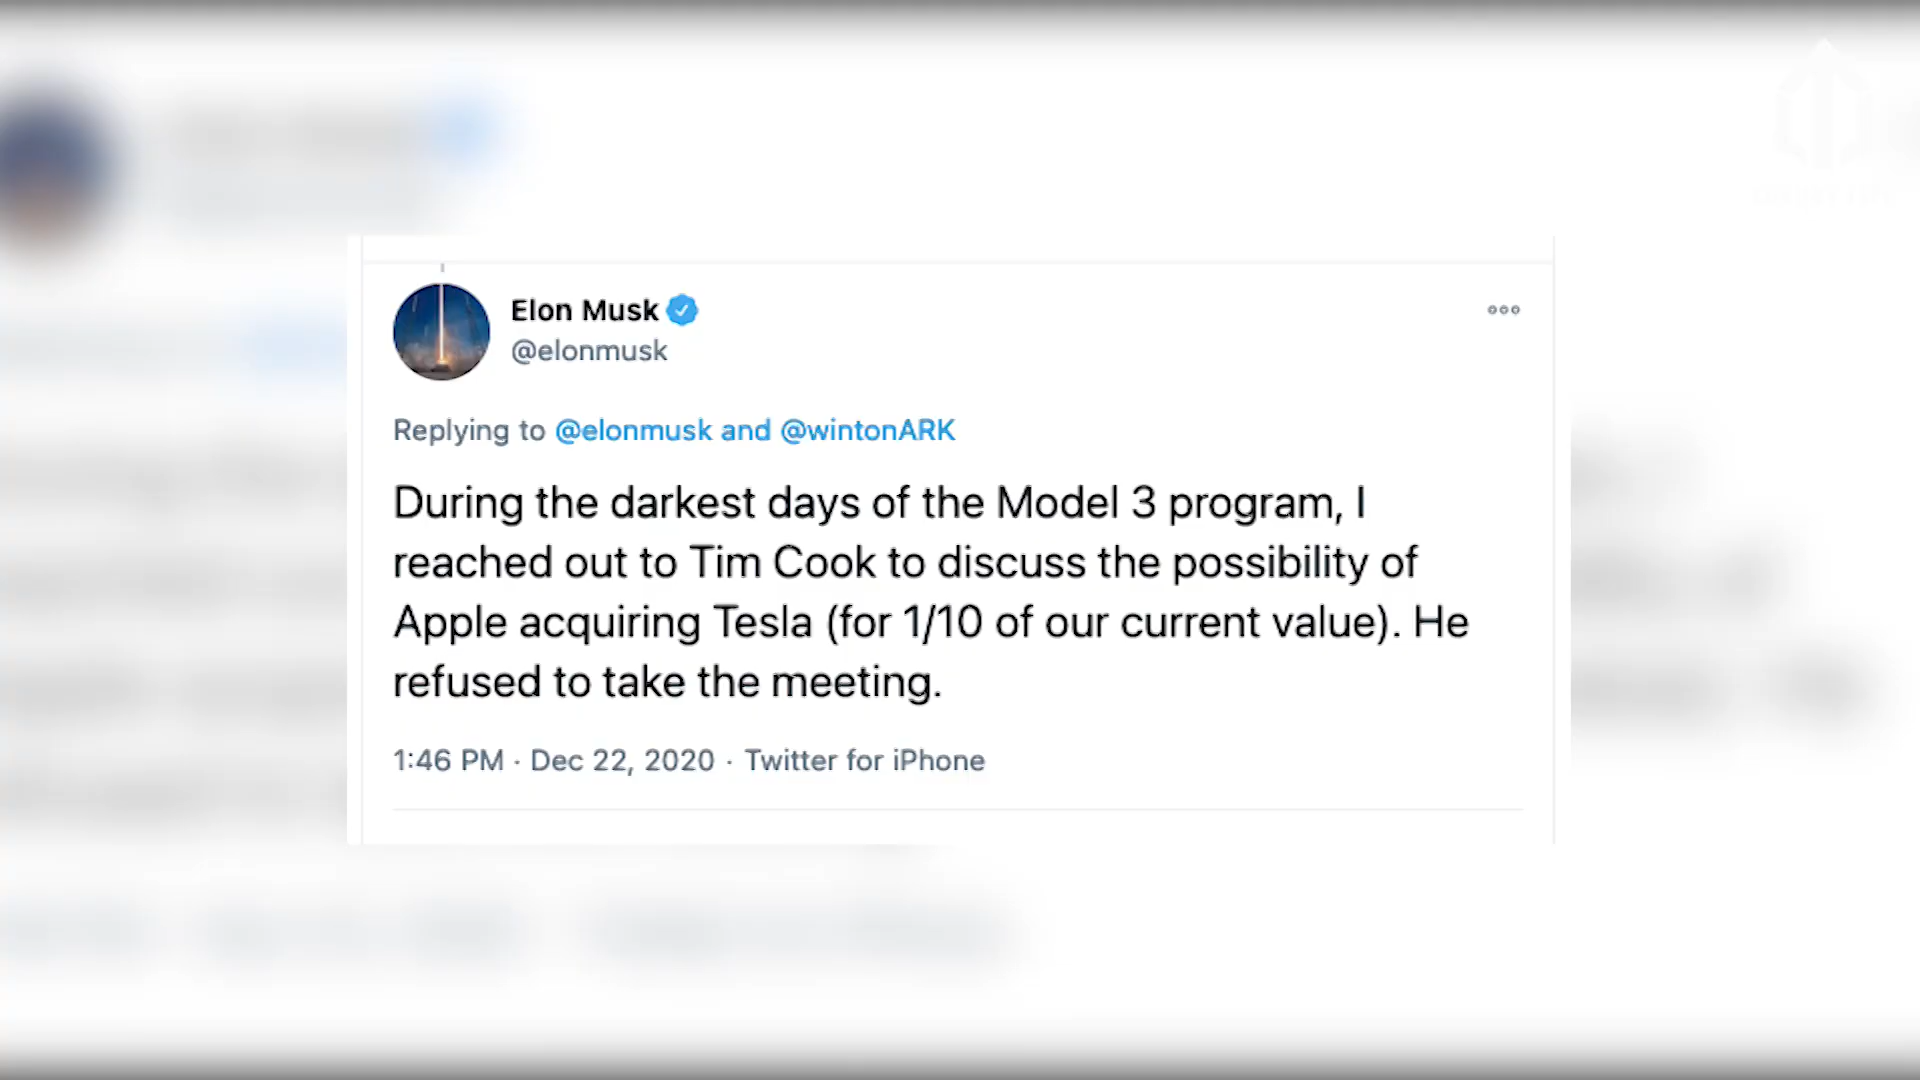 Elon Musk
@elonmusk
Replying to @elonmusk and @wintonARK
During the darkest days of the Model 3 program, I
reached out to Tim Cook to discuss the possibility of
Apple acquiring Tesla (for 1/10 of our current value). He
refused to take the meeting.
1:46 PM · Dec 22, 2020 · Twitter for iPhone